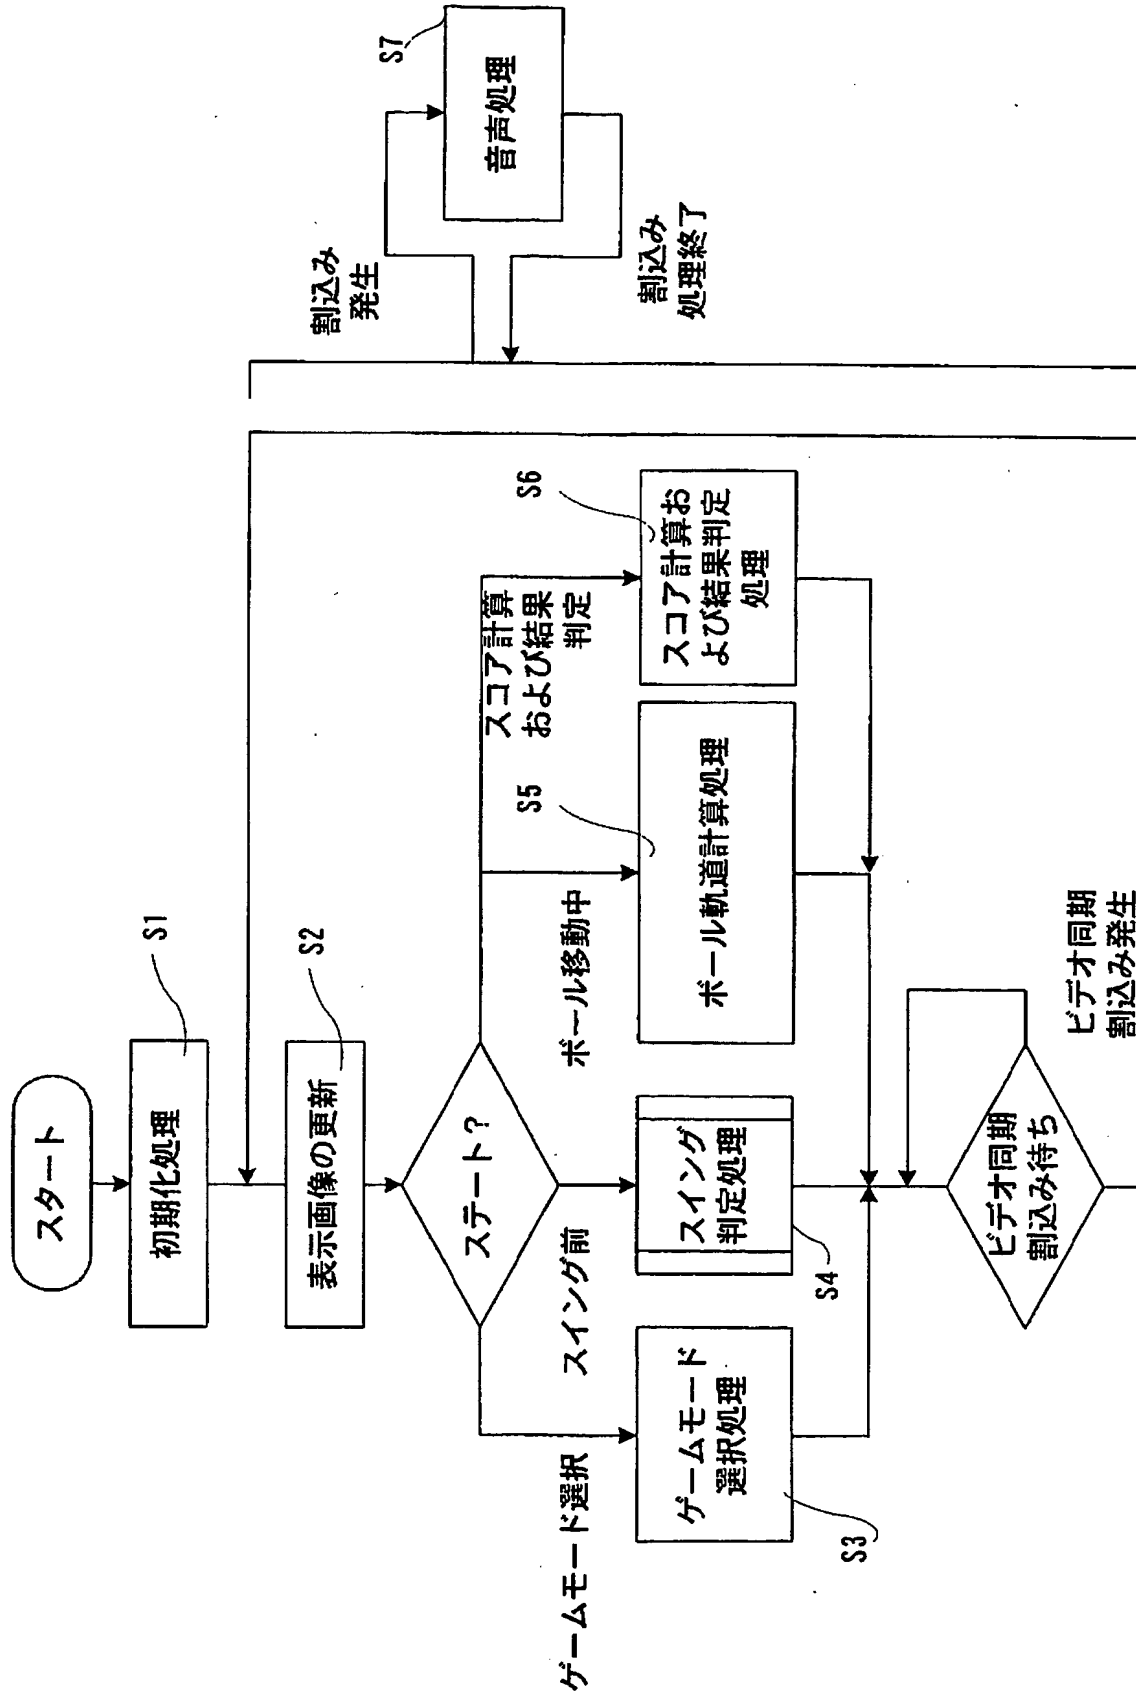 スタート
初期化処理
S1
表示画像の更新
S2
ステート?
ゲームモード選択
スイング前
ボール移動中
スコア計算
および結果
判定
ゲームモード
選択処理
S3
スイング
判定処理
S4
ボール軌道計算処理
S5
スコア計算お
よび結果判定
処理
S6
ビデオ同期
割込み待ち
ビデオ同期
割込み発生
割込み
発生
音声処理
S7
割込み
処理終了